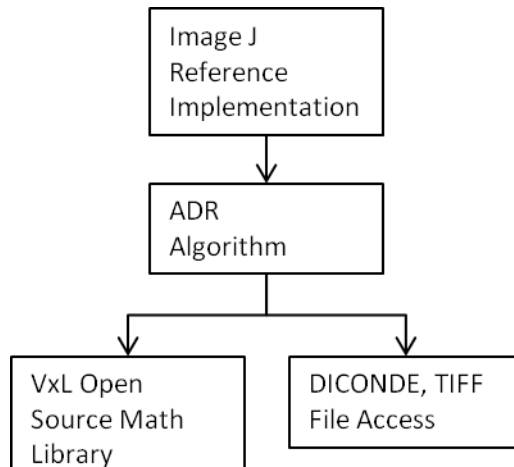 Image J
Reference
Implementation
ADR
Algorithm
VxL Open
Source Math
Library
DICONDE, TIFF
File Access